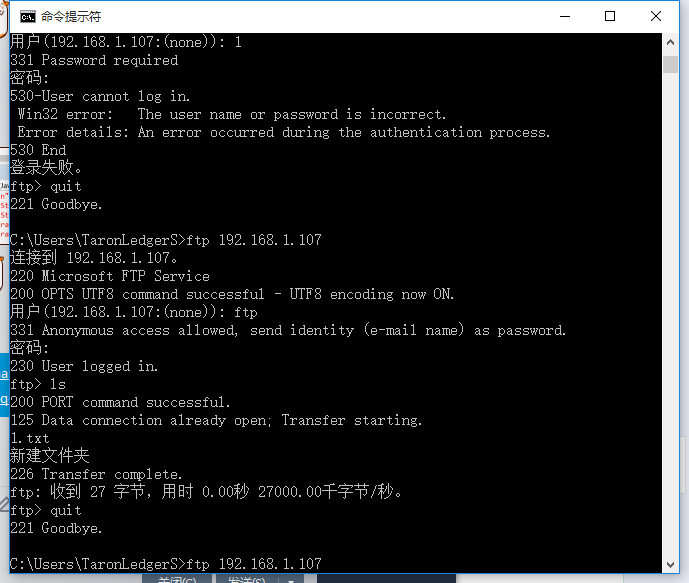 命令提示符
用户(192.168.1.107:(none)): 1
331 Password required
密码:
530-User cannot log in.
 Win32 error:   The user name or password is incorrect.
 Error details: An error occurred during the authentication process.
530 End
登录失败。
ftp> quit
221 Goodbye.

C:\Users\TaronLedgerS>ftp 192.168.1.107
连接到 192.168.1.107。
220 Microsoft FTP Service
200 OPTS UTF8 command successful - UTF8 encoding now ON.
用户(192.168.1.107:(none)): ftp
331 Anonymous access allowed, send identity (e-mail name) as password.
密码:
230 User logged in.
ftp> ls
200 PORT command successful.
125 Data connection already open; Transfer starting.
1.txt
新建文件夹
226 Transfer complete.
ftp: 收到 27 字节，用时 0.00秒 27000.00千字节/秒。
ftp> quit
221 Goodbye.

C:\Users\TaronLedgerS>ftp 192.168.1.107
关闭(C) 发送(S)